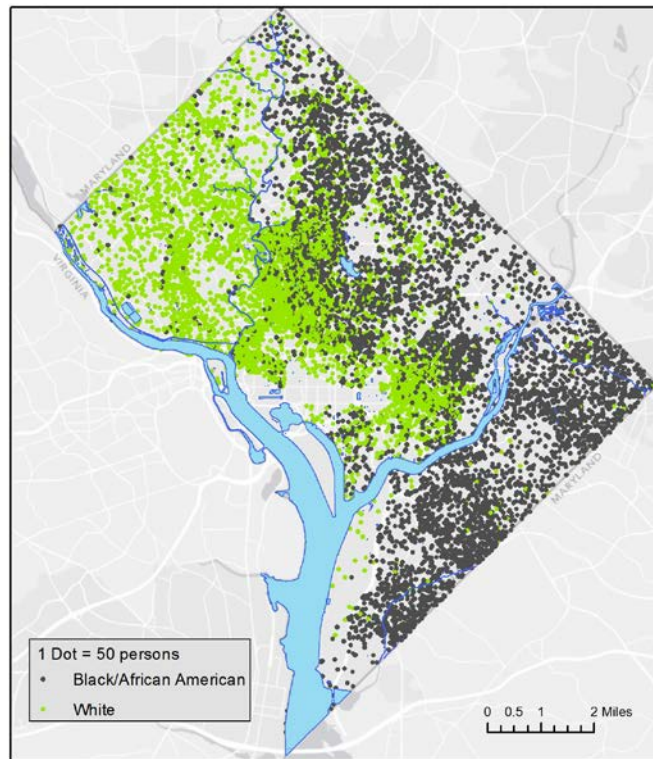 MARYLAND
VIRGINIA
MARYLAND
1 Dot = 50 persons
Black/African American
White
0 0.5 1 2 Miles